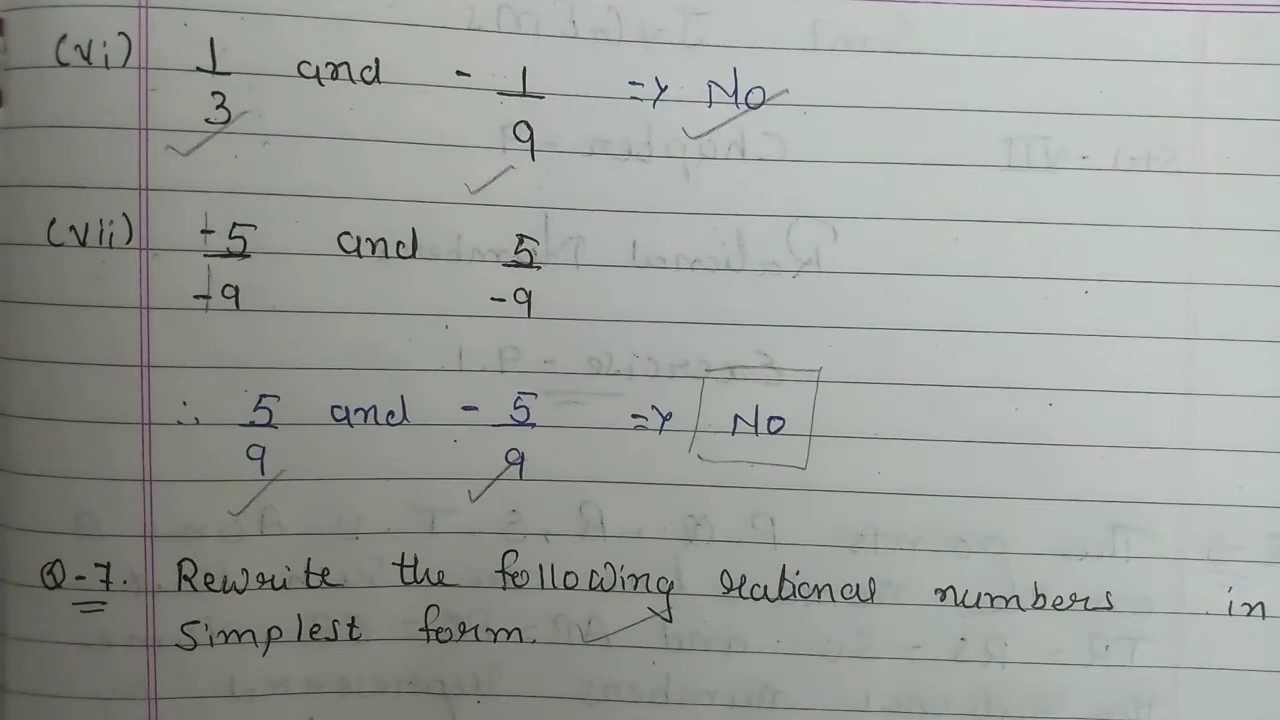 (vi) 1/3 and - 1/9 => No
(vii) -5/-9 and 5/-9
∴ 5/9 and - 5/9 => No
Q-7. Rewrite the following rational numbers in
simplest form.